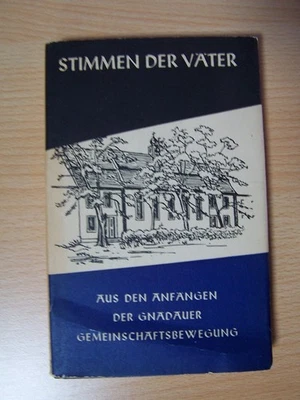 STIMMEN DER VÄTER
AUS DEN ANFÄNGEN
DER GNADAUER
GEMEINSCHAFTSBEWEGUNG